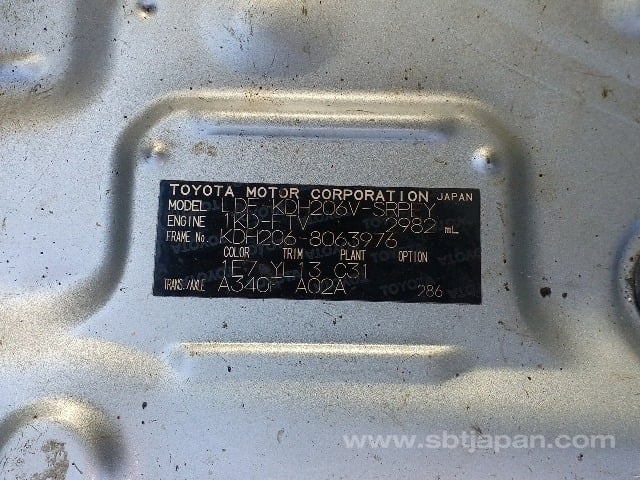 TOYOTA MOTOR CORPORATION JAPAN
MODEL LDF-KDH206V-SRPEY
ENGINE 1KD-FTV 2982 mL
FRAME No. KDH206-8063976
COLOR TRIM PLANT OPTION
1E7 YL13 C31
TRANS./AXLE A340F A02A 286
www.sbtjapan.com